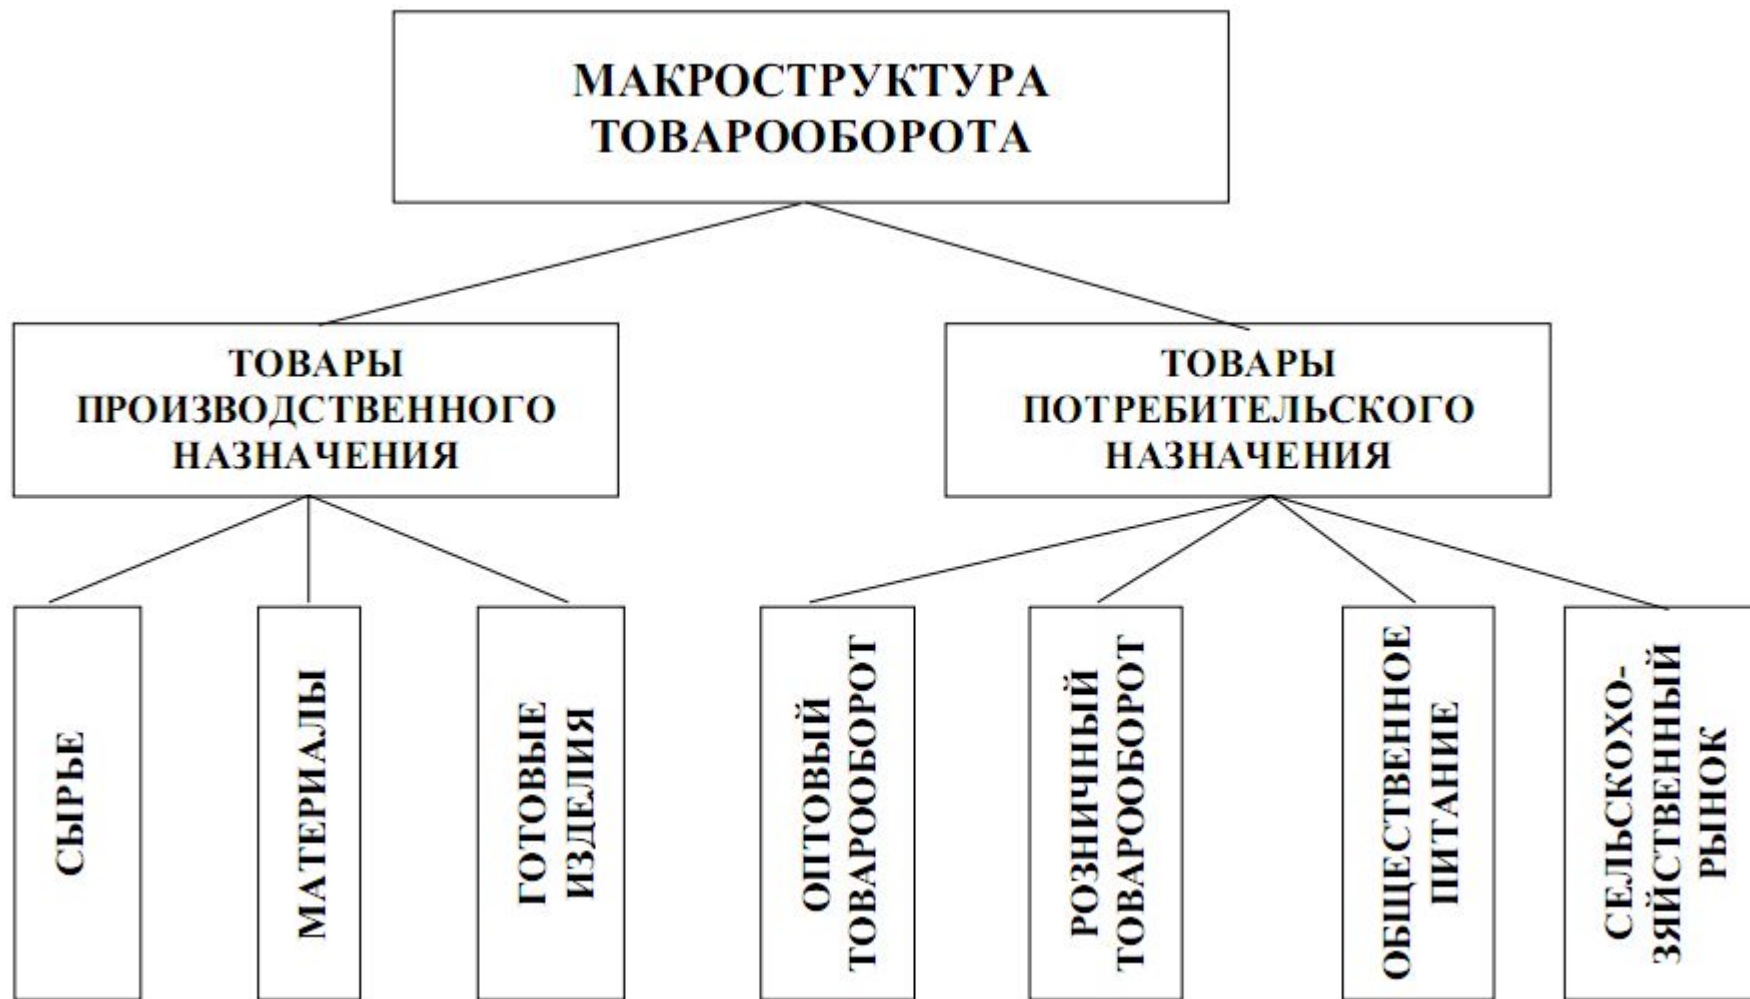 МАКРОСТРУКТУРА
ТОВАРООБОРОТА
ТОВАРЫ
ПРОИЗВОДСТВЕННОГО
НАЗНАЧЕНИЯ
ТОВАРЫ
ПОТРЕБИТЕЛЬСКОГО
НАЗНАЧЕНИЯ
СЫРЬЕ
МАТЕРИАЛЫ
ГОТОВЫЕ
ИЗДЕЛИЯ
ОПТОВЫЙ
ТОВАРООБОРОТ
РОЗНИЧНЫЙ
ТОВАРООБОРОТ
ОБЩЕСТВЕННОЕ
ПИТАНИЕ
СЕЛЬСКОХО-
ЗЯЙСТВЕННЫЙ
РЫНОК